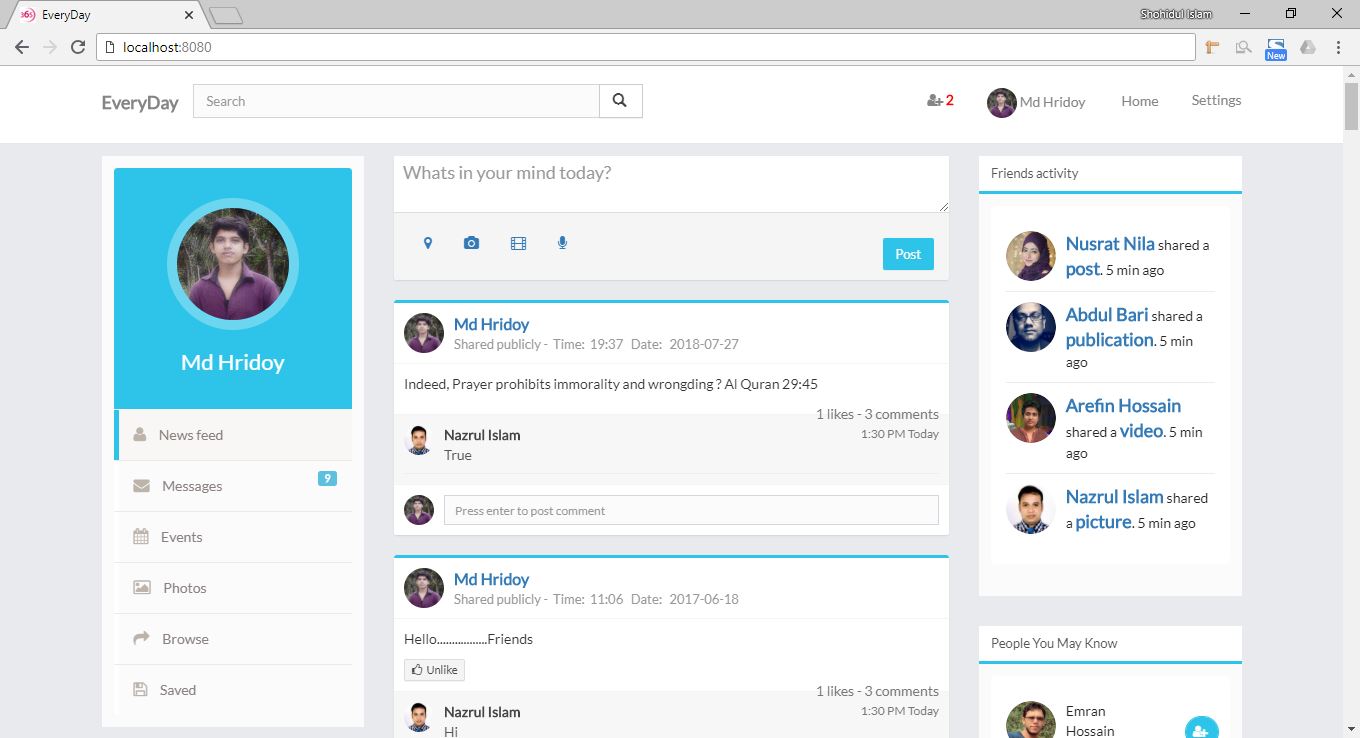 365 EveryDay
Shohidul Islam
localhost:8080
New
EveryDay
Search
2
Md Hridoy
Home
Settings
Md Hridoy
News feed
Messages
9
Events
Photos
Browse
Saved
Whats in your mind today?
Post
Md Hridoy
Shared publicly - Time: 19:37 Date: 2018-07-27
Indeed, Prayer prohibits immorality and wrongding ? Al Quran 29:45
1 likes - 3 comments
Nazrul Islam
1:30 PM Today
True
Press enter to post comment
Md Hridoy
Shared publicly - Time: 11:06 Date: 2017-06-18
Hello.................Friends
Unlike
1 likes - 3 comments
Nazrul Islam
1:30 PM Today
Hi
Friends activity
Nusrat Nila shared a
post. 5 min ago
Abdul Bari shared a
publication. 5 min
ago
Arefin Hossain
shared a video. 5 min
ago
Nazrul Islam shared
a picture. 5 min ago
People You May Know
Emran
Hossain